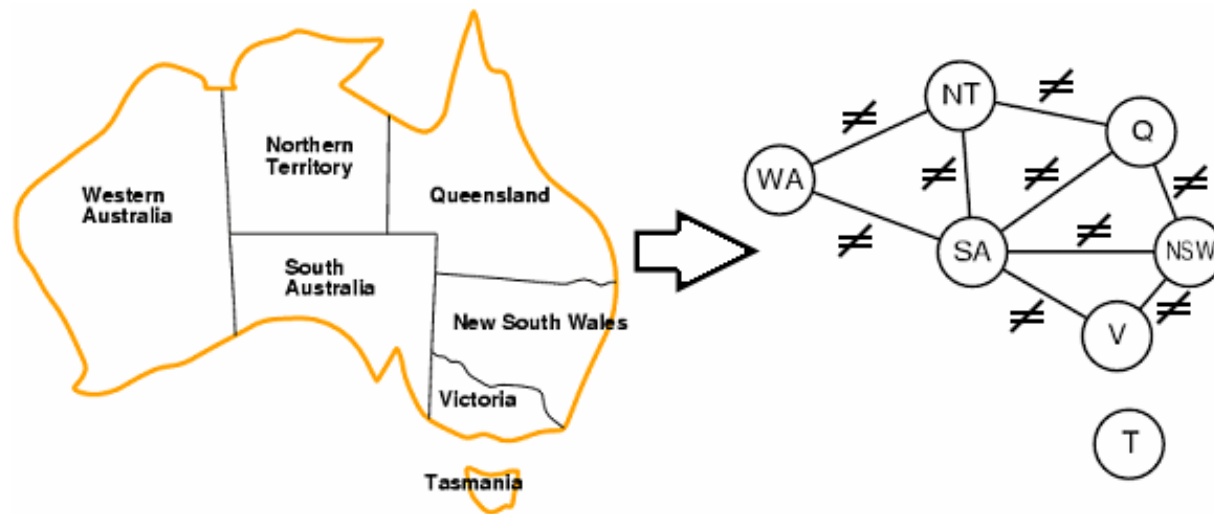 Northern
Territory
Western
Australia
Queensland
South
Australia
New South Wales
Victoria
Tasmania
NT
≠
≠
Q
WA
≠
≠
≠
≠
SA
≠
NSW
≠
≠
V
T